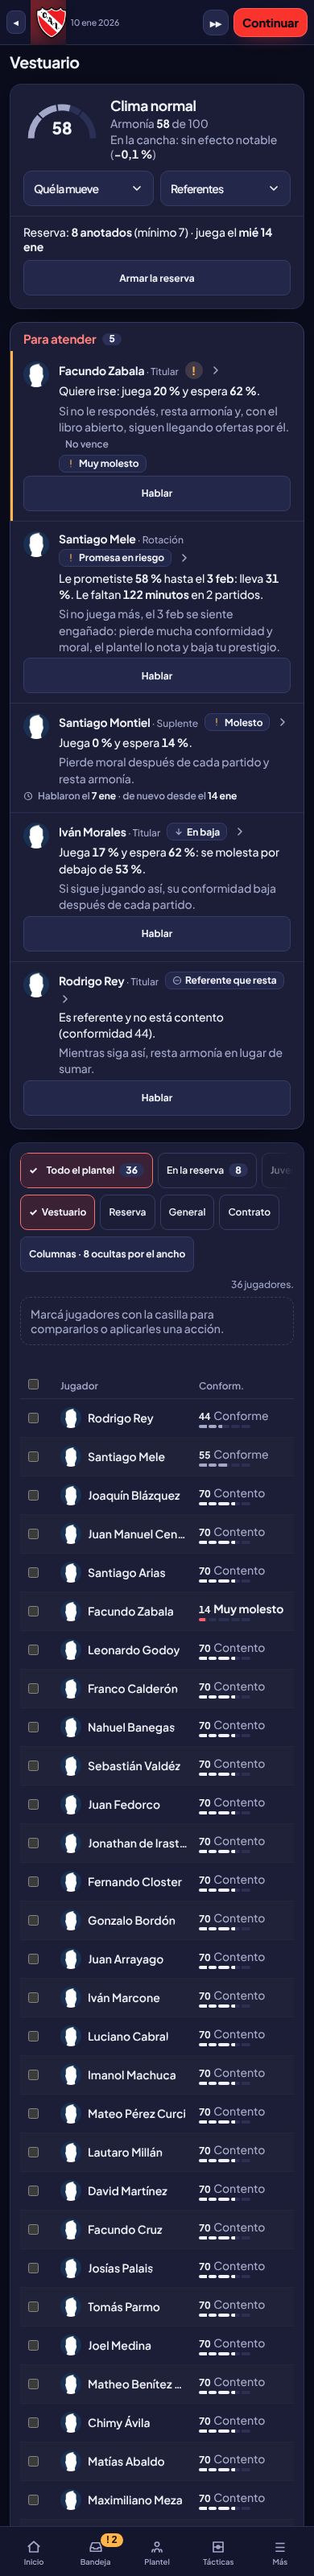 10 ene 2026
Continuar
Vestuario
58
Clima normal
Armonía 58 de 100
En la cancha: sin efecto notable
(−0,1 %)
Qué la mueve
Referentes
Reserva: 8 anotados (mínimo 7) · juega el mié 14
ene
Armar la reserva
Para atender 5
Facundo Zabala · Titular !
Quiere irse: juega 20 % y espera 62 %.
Si no le respondés, resta armonía y, con el
libro abierto, siguen llegando ofertas por él.
No vence
! Muy molesto
Hablar
Santiago Mele · Rotación
! Promesa en riesgo
Le prometiste 58 % hasta el 3 feb: lleva 31
%. Le faltan 122 minutos en 2 partidos.
Si no juega más, el 3 feb se siente
engañado: pierde mucha conformidad y
moral, el plantel lo nota y baja tu prestigio.
Hablar
Santiago Montiel · Suplente ! Molesto
Juega 0 % y espera 14 %.
Pierde moral después de cada partido y
resta armonía.
Hablaron el 7 ene · de nuevo desde el 14 ene
Iván Morales · Titular ↓ En baja
Juega 17 % y espera 62 %: se molesta por
debajo de 53 %.
Si sigue jugando así, su conformidad baja
después de cada partido.
Hablar
Rodrigo Rey · Titular Referente que resta
Es referente y no está contento
(conformidad 44).
Mientras siga así, resta armonía en lugar de
sumar.
Hablar
✓ Todo el plantel 36
En la reserva 8
Juve
✓ Vestuario
Reserva
General
Contrato
Columnas · 8 ocultas por el ancho
36 jugadores.
Marcá jugadores con la casilla para
compararlos o aplicarles una acción.
Jugador Conform.
Rodrigo Rey 44 Conforme
Santiago Mele 55 Conforme
Joaquín Blázquez 70 Contento
Juan Manuel Cen... 70 Contento
Santiago Arias 70 Contento
Facundo Zabala 14 Muy molesto
Leonardo Godoy 70 Contento
Franco Calderón 70 Contento
Nahuel Banegas 70 Contento
Sebastián Valdéz 70 Contento
Juan Fedorco 70 Contento
Jonathan de Irast... 70 Contento
Fernando Closter 70 Contento
Gonzalo Bordón 70 Contento
Juan Arrayago 70 Contento
Iván Marcone 70 Contento
Luciano Cabral 70 Contento
Imanol Machuca 70 Contento
Mateo Pérez Curci 70 Contento
Lautaro Millán 70 Contento
David Martínez 70 Contento
Facundo Cruz 70 Contento
Josías Palais 70 Contento
Tomás Parmo 70 Contento
Joel Medina 70 Contento
Matheo Benítez ... 70 Contento
Chimy Ávila 70 Contento
Matías Abaldo 70 Contento
Maximiliano Meza 70 Contento
! 2
Inicio
Bandeja
Plantel
Tácticas
Más